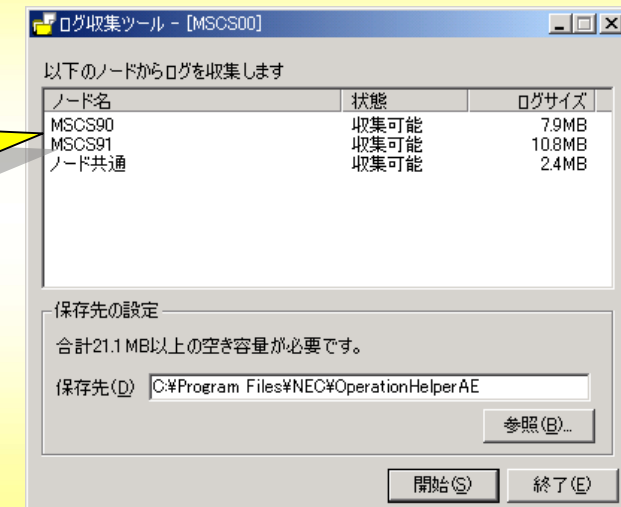 ログ収集ツール - [MSCS00]
以下のノードからログを収集します
ノード名 状態 ログサイズ
MSCS90 収集可能 7.9MB
MSCS91 収集可能 10.8MB
ノード共通 収集可能 2.4MB
保存先の設定
合計21.1MB以上の空き容量が必要です。
保存先(D) C:¥Program Files¥NEC¥OperationHelperAE
参照(B)...
開始(S) 終了(E)